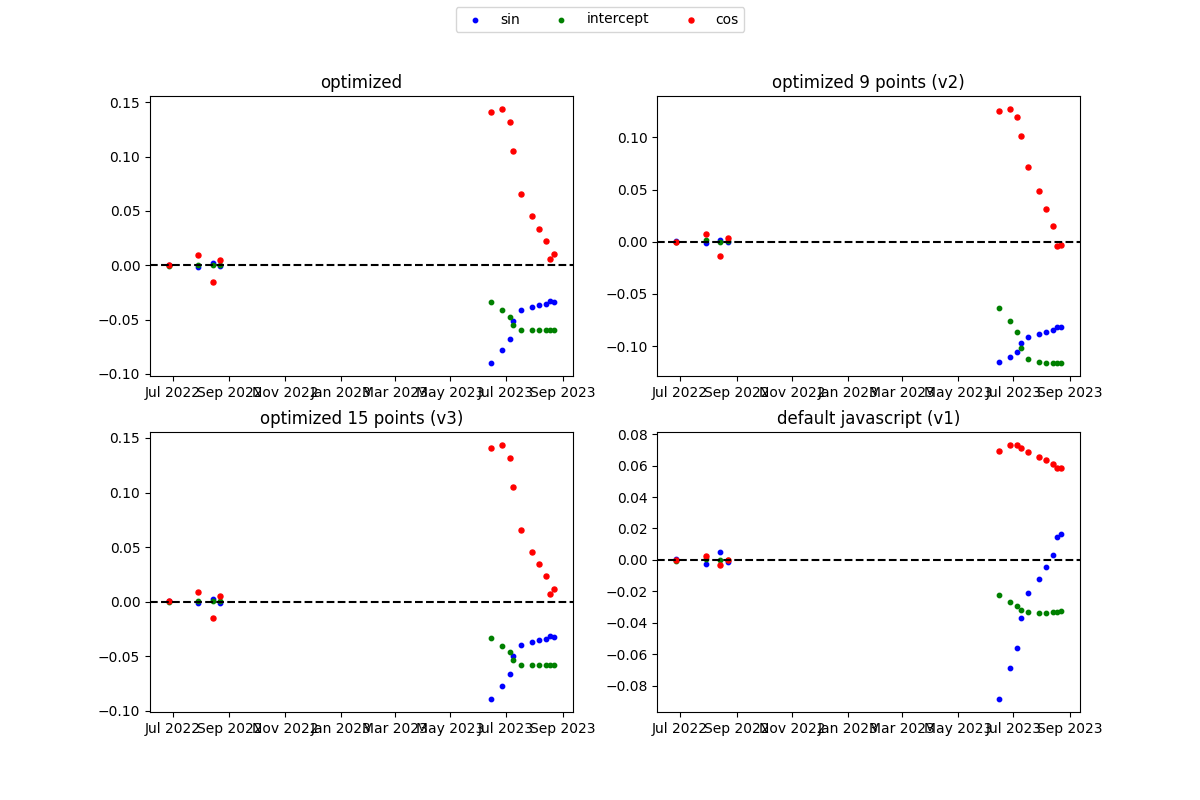 sin intercept cos
optimized
optimized 9 points (v2)
0.15
0.10
0.05
0.00
−0.05
−0.10
0.10
0.05
0.00
−0.05
−0.10
Jul 2022 Sep 2022 Nov 2022 Jan 2023 Mar 2023 May 2023 Jul 2023 Sep 2023
Jul 2022 Sep 2022 Nov 2022 Jan 2023 Mar 2023 May 2023 Jul 2023 Sep 2023
optimized 15 points (v3)
default javascript (v1)
0.15
0.10
0.05
0.00
−0.05
−0.10
0.08
0.06
0.04
0.02
0.00
−0.02
−0.04
−0.06
−0.08
Jul 2022 Sep 2022 Nov 2022 Jan 2023 Mar 2023 May 2023 Jul 2023 Sep 2023
Jul 2022 Sep 2022 Nov 2022 Jan 2023 Mar 2023 May 2023 Jul 2023 Sep 2023